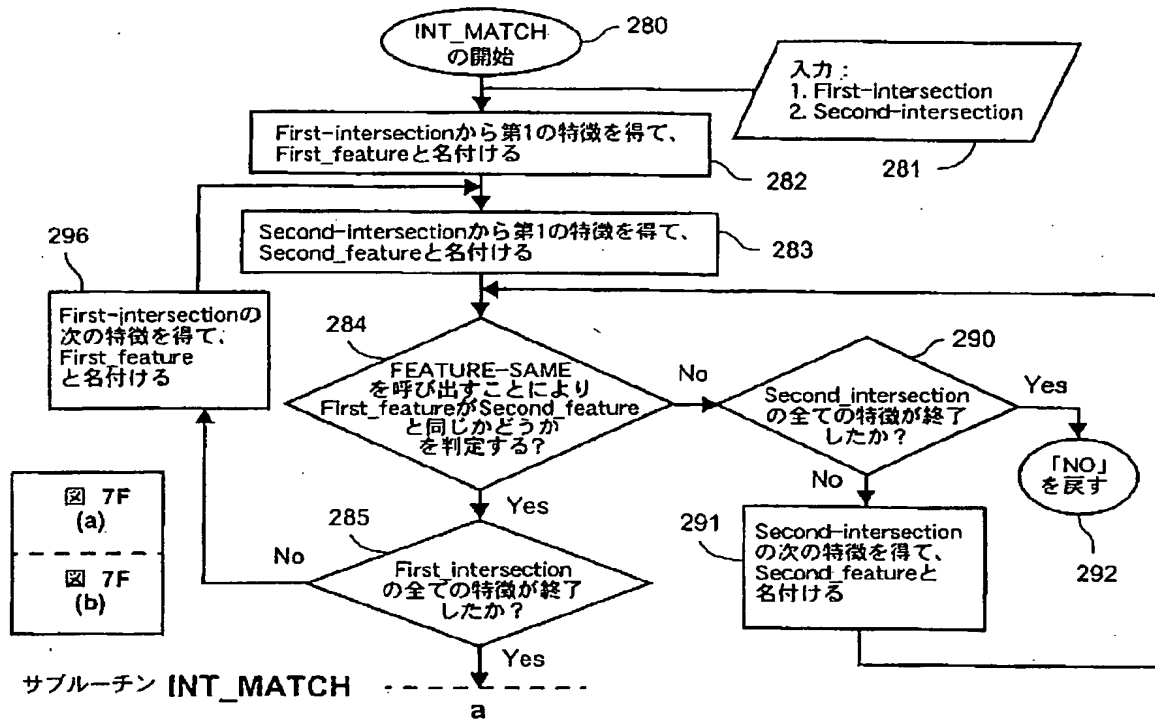 INT_MATCH
の開始
280
入力：
1. First-intersection
2. Second-intersection
281
First-intersectionから第1の特徴を得て、
First_featureと名付ける
282
Second-intersectionから第1の特徴を得て、
Second_featureと名付ける
283
296
First-intersectionの
次の特徴を得て、
First_feature
と名付ける
284
FEATURE-SAME
を呼び出すことにより
First_featureがSecond_feature
と同じかどうか
を判定する?
No
Yes
290
Second_intersection
の全ての特徴が終了
したか?
Yes
No
「NO」
を戻す
292
291
Second-intersection
の次の特徴を得て、
Second_featureと
名付ける
285
First_intersection
の全ての特徴が終了
したか?
No
Yes
図 7F
(a)
図 7F
(b)
サブルーチン INT_MATCH
a